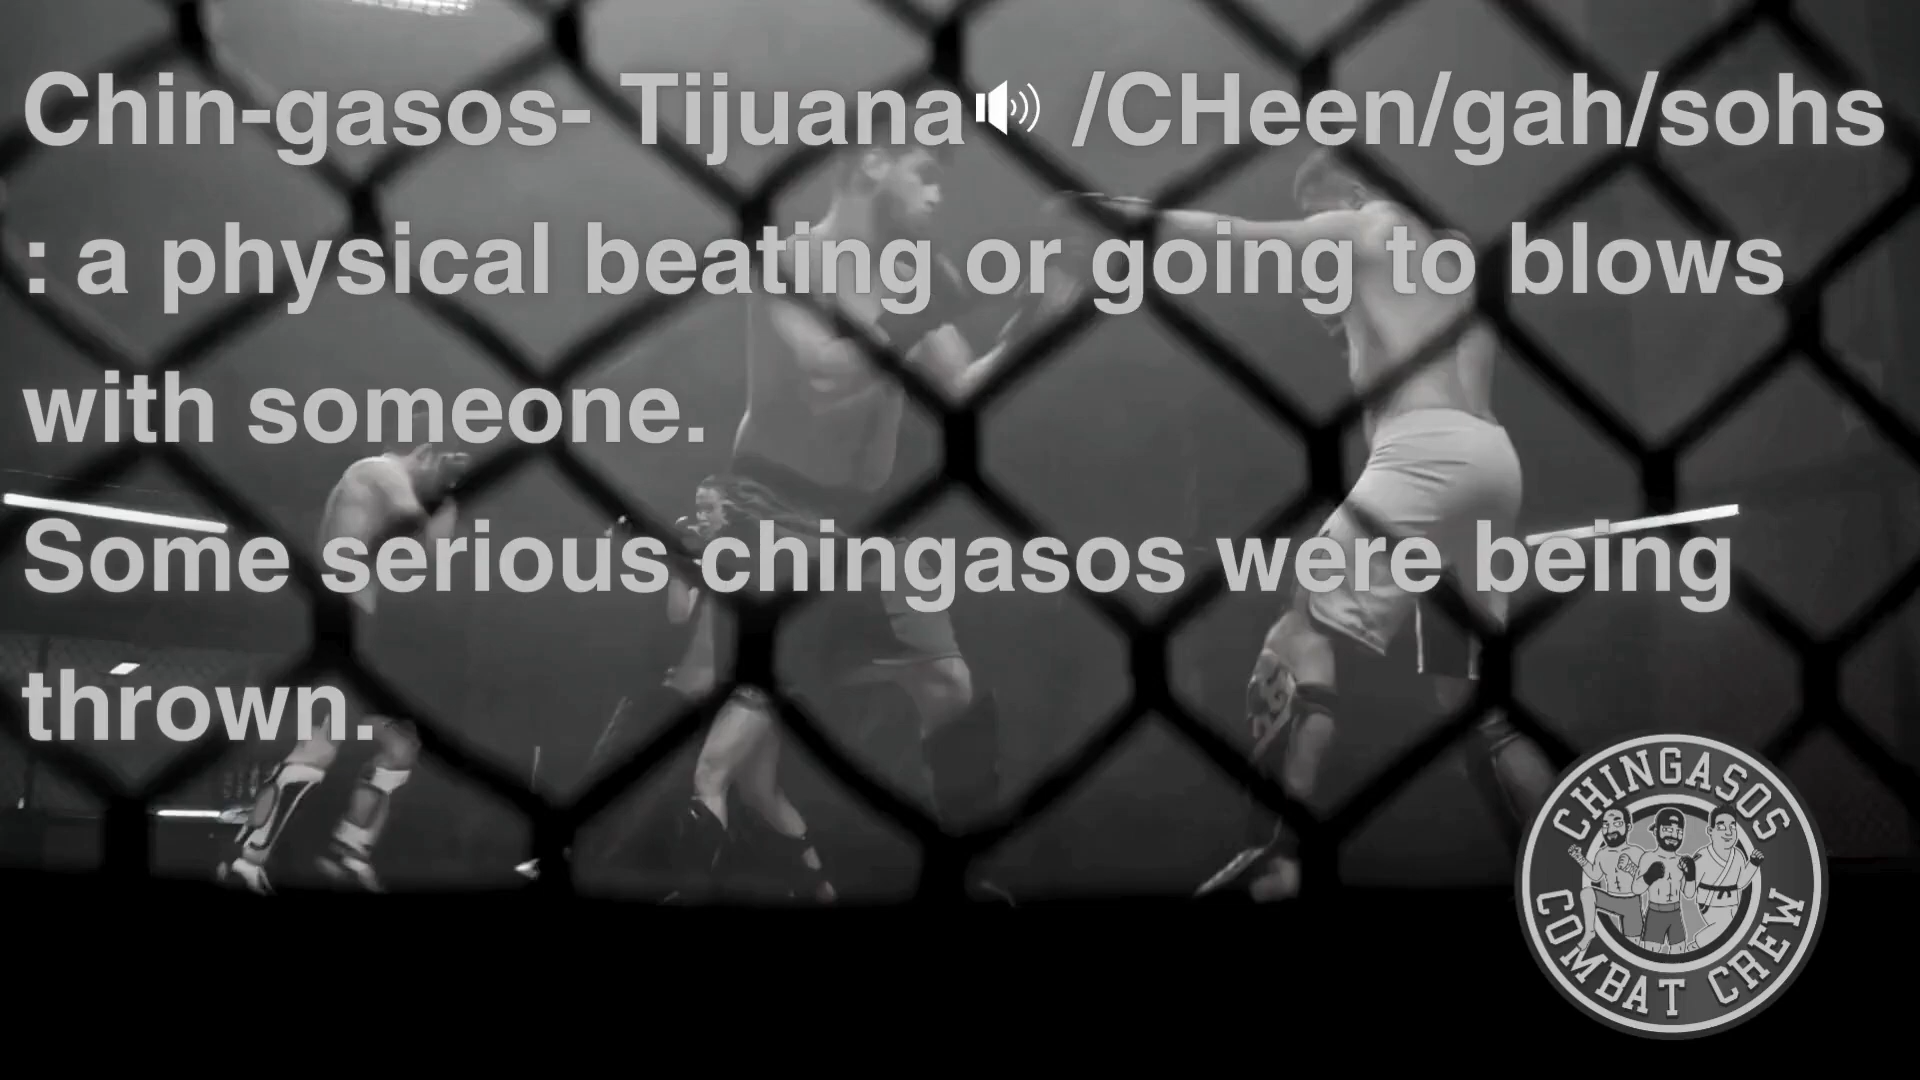 Chin-gasos- Tijuana /CHeen/gah/sohs
: a physical beating or going to blows
with someone.
Some serious chingasos were being
thrown.
CHINGASOS
COMBAT CREW